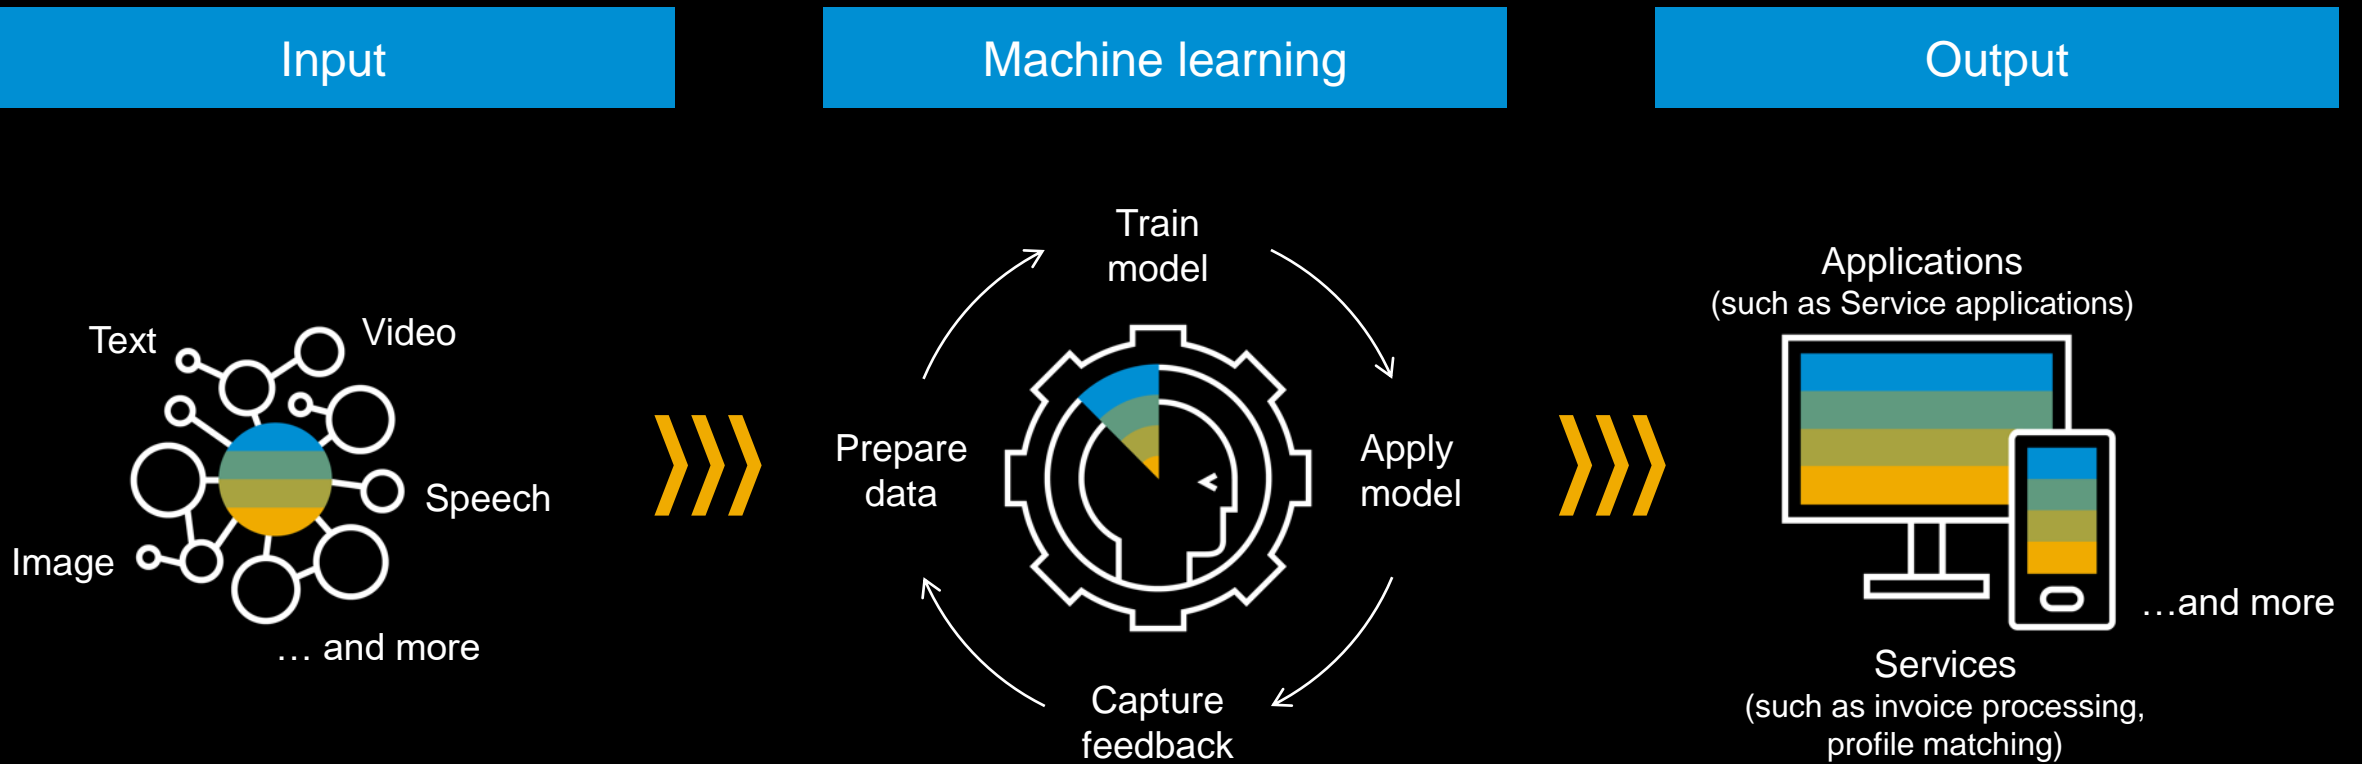 Input
Machine learning
Output
Text
Video
Speech
Image
… and more
Train
model
Prepare
data
Apply
model
Capture
feedback
Applications
(such as Service applications)
…and more
Services
(such as invoice processing,
profile matching)